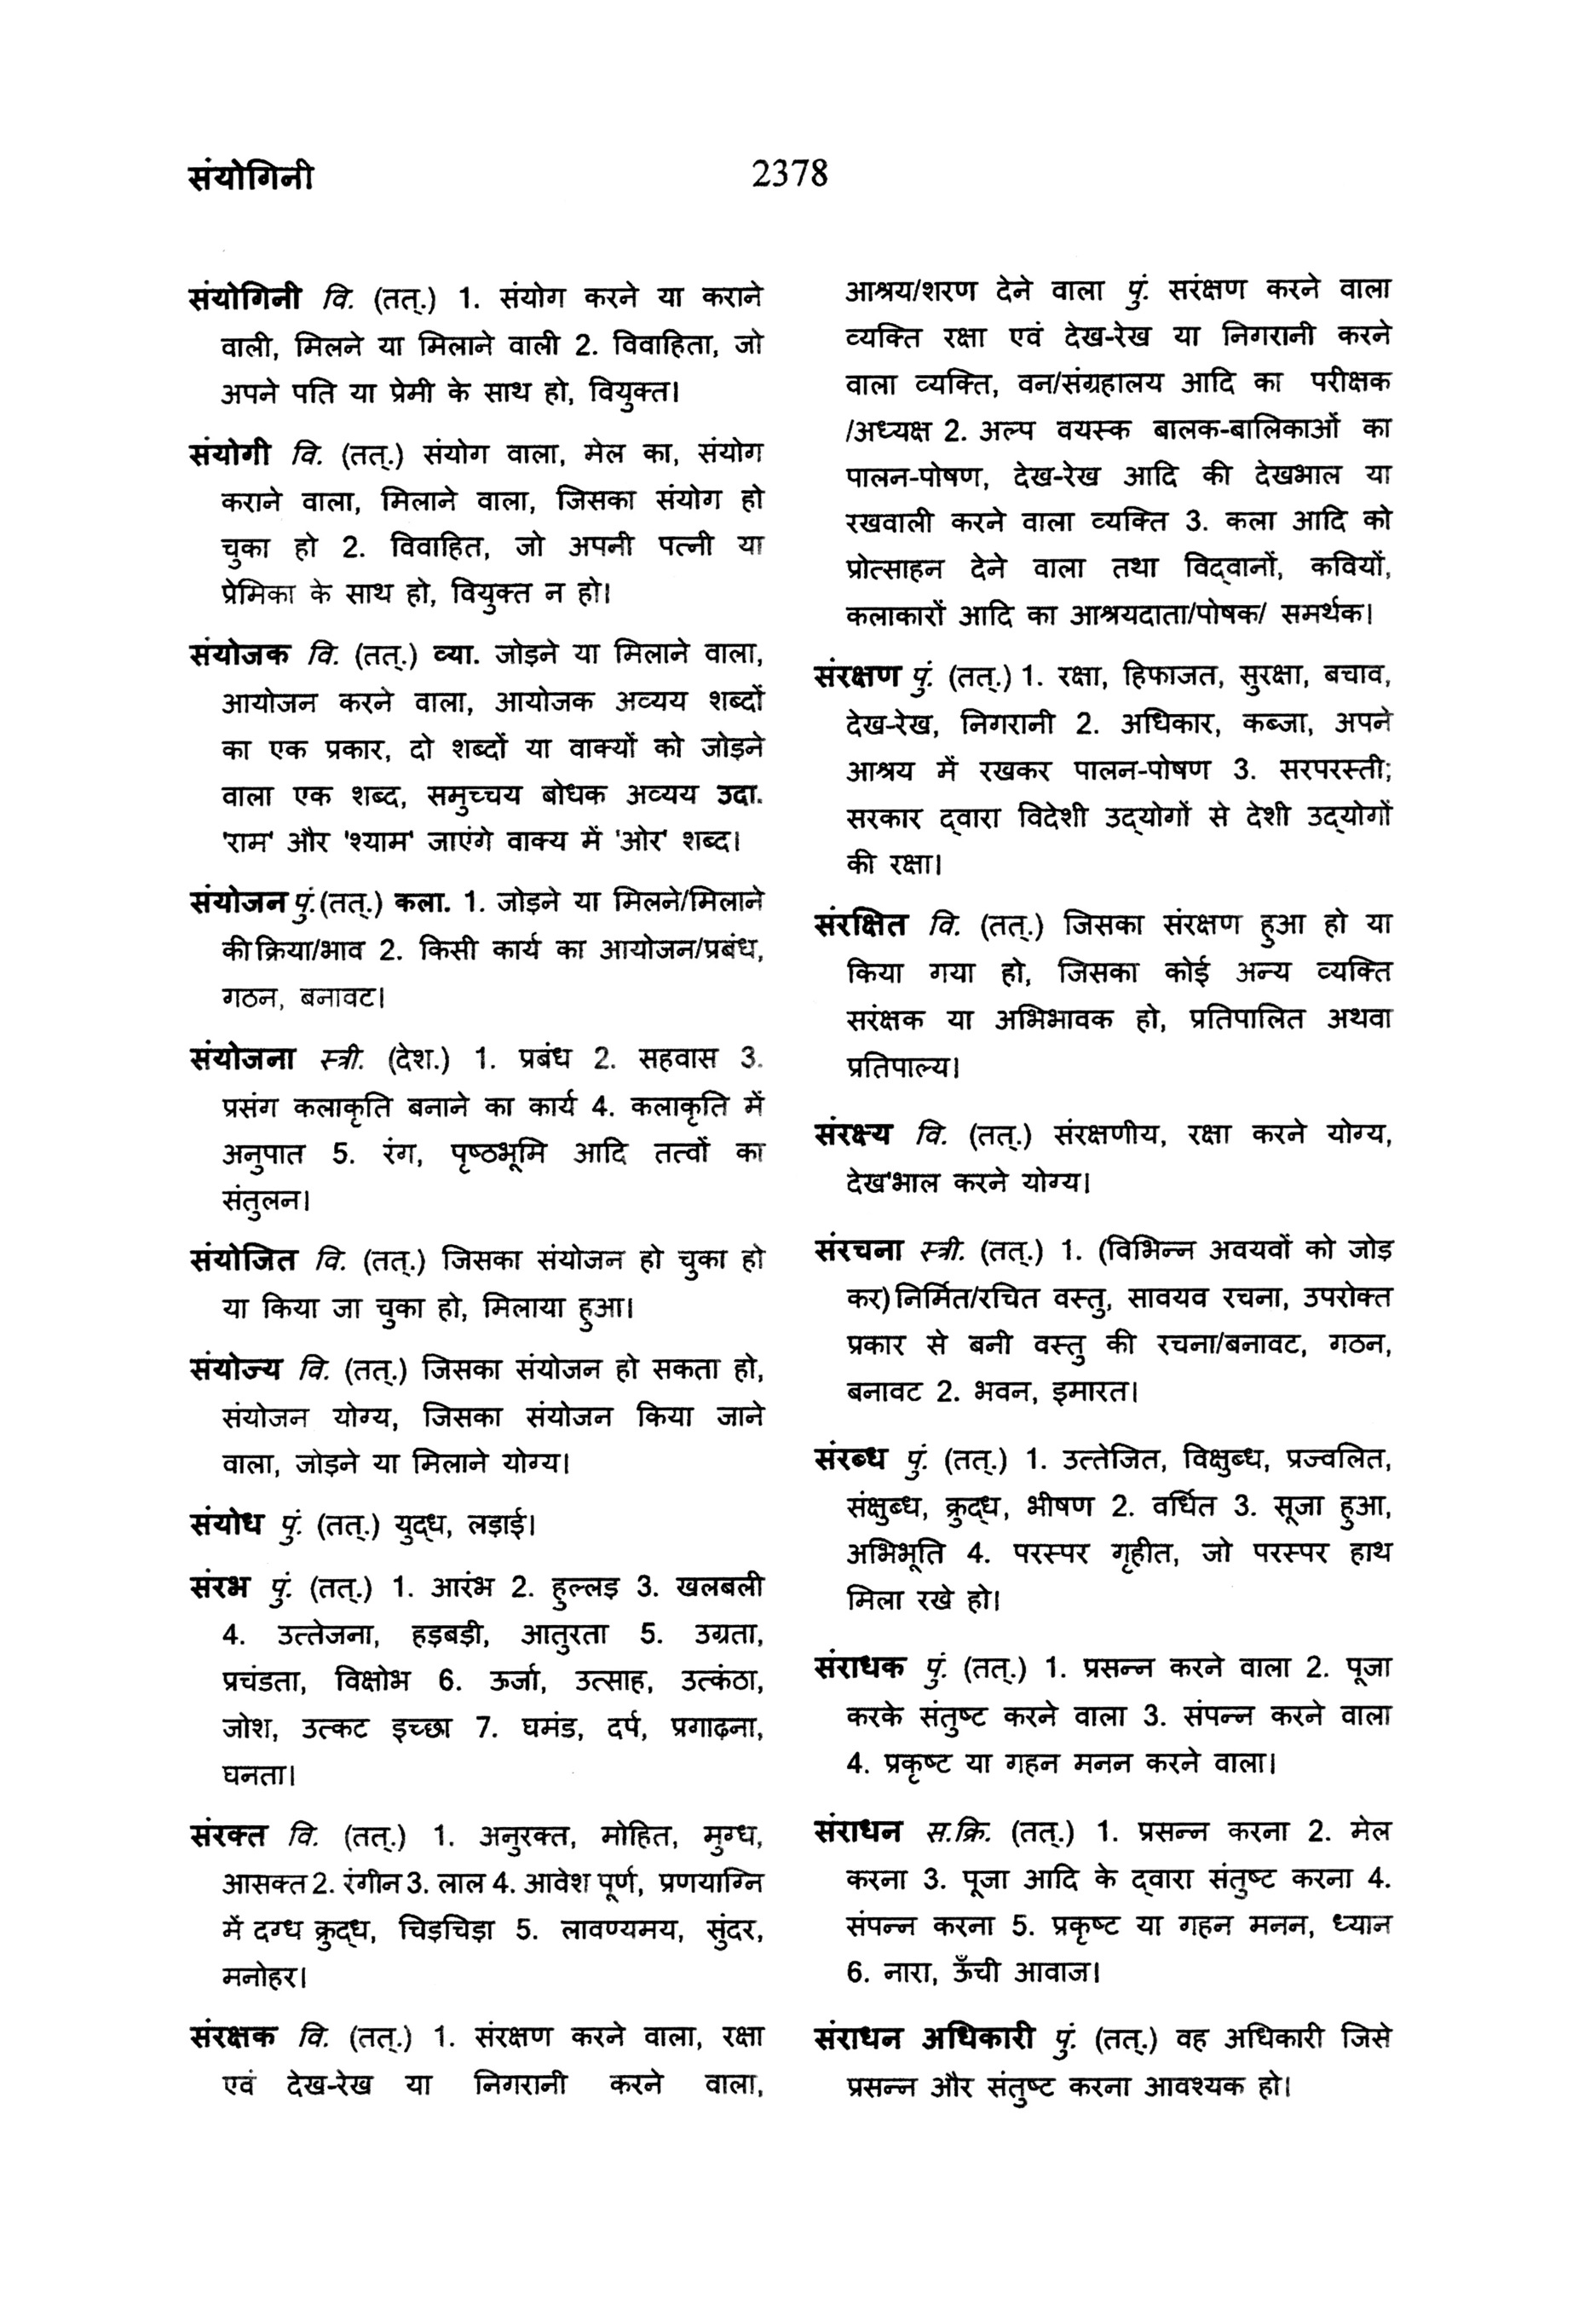 संयोगिनी
2378
संयोगिनी वि. (तत्.) 1. संयोग करने या कराने
वाली, मिलने या मिलाने वाली 2. विवाहिता, जो
अपने पति या प्रेमी के साथ हो, वियुक्त।
संयोगी वि. (तत्.) संयोग वाला, मेल का, संयोग
कराने वाला, मिलाने वाला, जिसका संयोग हो
चुका हो 2. विवाहित, जो अपनी पत्नी या
प्रेमिका के साथ हो, वियुक्त न हो।
संयोजक वि. (तत्.) व्या. जोड़ने या मिलाने वाला,
आयोजन करने वाला, आयोजक अव्यय शब्दों
का एक प्रकार, दो शब्दों या वाक्यों को जोड़ने
वाला एक शब्द, समुच्चय बोधक अव्यय उदा.
'राम' और 'श्याम' जाएंगे वाक्य में 'ओर' शब्द।
संयोजन पुं.(तत्.) कला. 1. जोड़ने या मिलने/मिलाने
की क्रिया/भाव 2. किसी कार्य का आयोजन/प्रबंध,
गठन, बनावट।
संयोजना स्त्री. (देश.) 1. प्रबंध 2. सहवास 3.
प्रसंग कलाकृति बनाने का कार्य 4. कलाकृति में
अनुपात 5. रंग, पृष्ठभूमि आदि तत्वों का
संतुलन।
संयोजित वि. (तत्.) जिसका संयोजन हो चुका हो
या किया जा चुका हो, मिलाया हुआ।
संयोज्य वि. (तत्.) जिसका संयोजन हो सकता हो,
संयोजन योग्य, जिसका संयोजन किया जाने
वाला, जोड़ने या मिलाने योग्य।
संयोध पुं. (तत्.) युद्ध, लड़ाई।
संरभ पुं. (तत्.) 1. आरंभ 2. हुल्लड़ 3. खलबली
4. उत्तेजना, हड़बड़ी, आतुरता 5. उग्रता,
प्रचंडता, विक्षोभ 6. ऊर्जा, उत्साह, उत्कंठा,
जोश, उत्कट इच्छा 7. घमंड, दर्प, प्रगाढ़ना,
घनता।
संरक्त वि. (तत्.) 1. अनुरक्त, मोहित, मुग्ध,
आसक्त 2. रंगीन 3. लाल 4. आवेश पूर्ण, प्रणयाग्नि
में दग्ध क्रुद्ध, चिड़चिड़ा 5. लावण्यमय, सुंदर,
मनोहर।
संरक्षक वि. (तत्.) 1. संरक्षण करने वाला, रक्षा
एवं देख-रेख या निगरानी करने वाला,
आश्रय/शरण देने वाला पुं. सरंक्षण करने वाला
व्यक्ति रक्षा एवं देख-रेख या निगरानी करने
वाला व्यक्ति, वन/संग्रहालय आदि का परीक्षक
/अध्यक्ष 2. अल्प वयस्क बालक-बालिकाओं का
पालन-पोषण, देख-रेख आदि की देखभाल या
रखवाली करने वाला व्यक्ति 3. कला आदि को
प्रोत्साहन देने वाला तथा विद्वानों, कवियों,
कलाकारों आदि का आश्रयदाता/पोषक/ समर्थक।
संरक्षण पुं. (तत्.) 1. रक्षा, हिफाजत, सुरक्षा, बचाव,
देख-रेख, निगरानी 2. अधिकार, कब्जा, अपने
आश्रय में रखकर पालन-पोषण 3. सरपरस्ती;
सरकार द्वारा विदेशी उद्योगों से देशी उद्योगों
की रक्षा।
संरक्षित वि. (तत्.) जिसका संरक्षण हुआ हो या
किया गया हो, जिसका कोई अन्य व्यक्ति
सरंक्षक या अभिभावक हो, प्रतिपालित अथवा
प्रतिपाल्य।
संरक्ष्य वि. (तत्.) संरक्षणीय, रक्षा करने योग्य,
देख'भाल करने योग्य।
संरचना स्त्री. (तत्.) 1. (विभिन्न अवयवों को जोड़
कर) निर्मित/रचित वस्तु, सावयव रचना, उपरोक्त
प्रकार से बनी वस्तु की रचना/बनावट, गठन,
बनावट 2. भवन, इमारत।
संरब्ध पुं. (तत्.) 1. उत्तेजित, विक्षुब्ध, प्रज्वलित,
संक्षुब्ध, क्रुद्ध, भीषण 2. वर्धित 3. सूजा हुआ,
अभिभूति 4. परस्पर गृहीत, जो परस्पर हाथ
मिला रखे हो।
संराधक पुं. (तत्.) 1. प्रसन्न करने वाला 2. पूजा
करके संतुष्ट करने वाला 3. संपन्न करने वाला
4. प्रकृष्ट या गहन मनन करने वाला।
संराधन स.क्रि. (तत्.) 1. प्रसन्न करना 2. मेल
करना 3. पूजा आदि के द्वारा संतुष्ट करना 4.
संपन्न करना 5. प्रकृष्ट या गहन मनन, ध्यान
6. नारा, ऊँची आवाज।
संराधन अधिकारी पुं. (तत्.) वह अधिकारी जिसे
प्रसन्न और संतुष्ट करना आवश्यक हो।